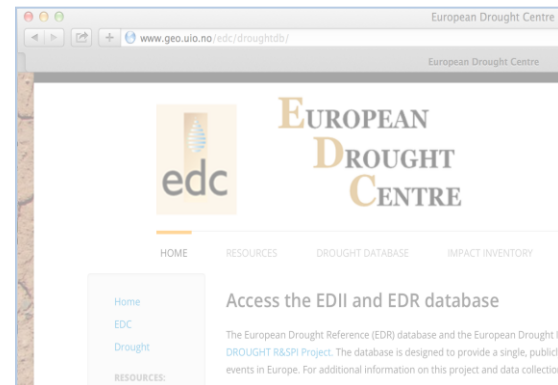 European Drought Centre
www.geo.uio.no/edc/droughtdb/
European Drought Centre
edc
EUROPEAN
DROUGHT
CENTRE
HOME RESOURCES DROUGHT DATABASE IMPACT INVENTORY
Home
EDC
Drought
RESOURCES:
Access the EDII and EDR database
The European Drought Reference (EDR) database and the European Drought
DROUGHT R&SPI Project. The database is designed to provide a single, public
events in Europe. For additional information on this project and data collectio